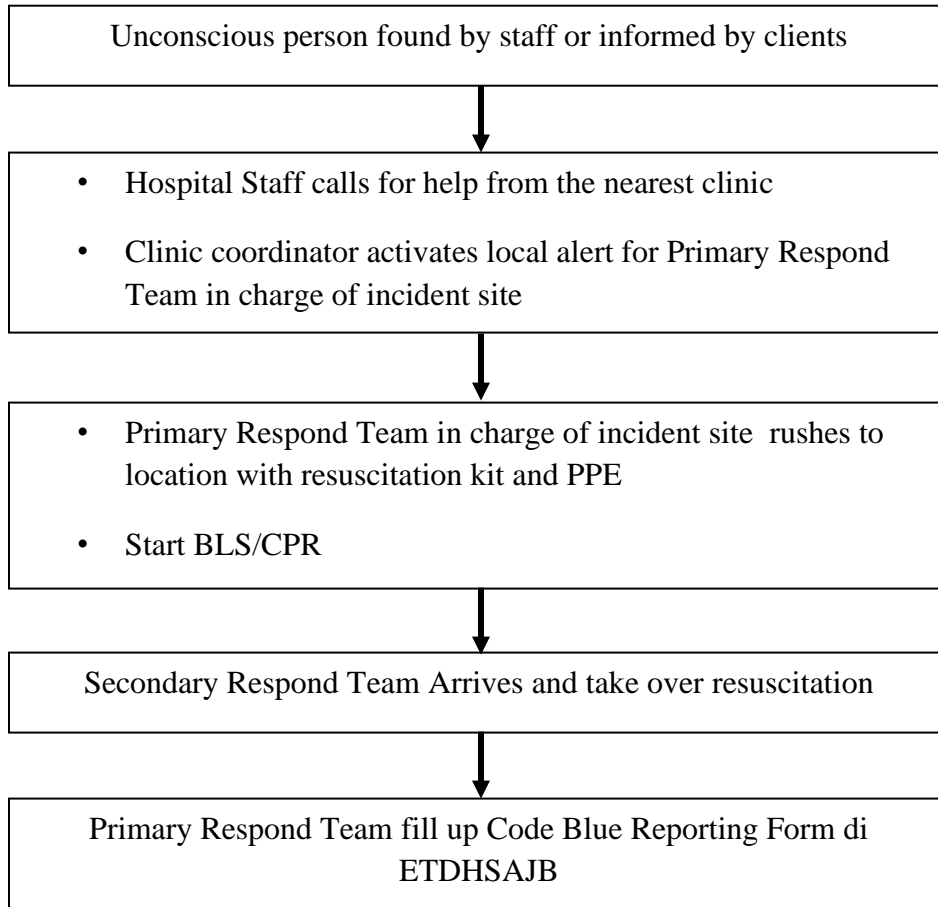 Unconscious person found by staff or informed by clients
• Hospital Staff calls for help from the nearest clinic
• Clinic coordinator activates local alert for Primary Respond
Team in charge of incident site
• Primary Respond Team in charge of incident site rushes to
location with resuscitation kit and PPE
• Start BLS/CPR
Secondary Respond Team Arrives and take over resuscitation
Primary Respond Team fill up Code Blue Reporting Form di
ETDHSAJB